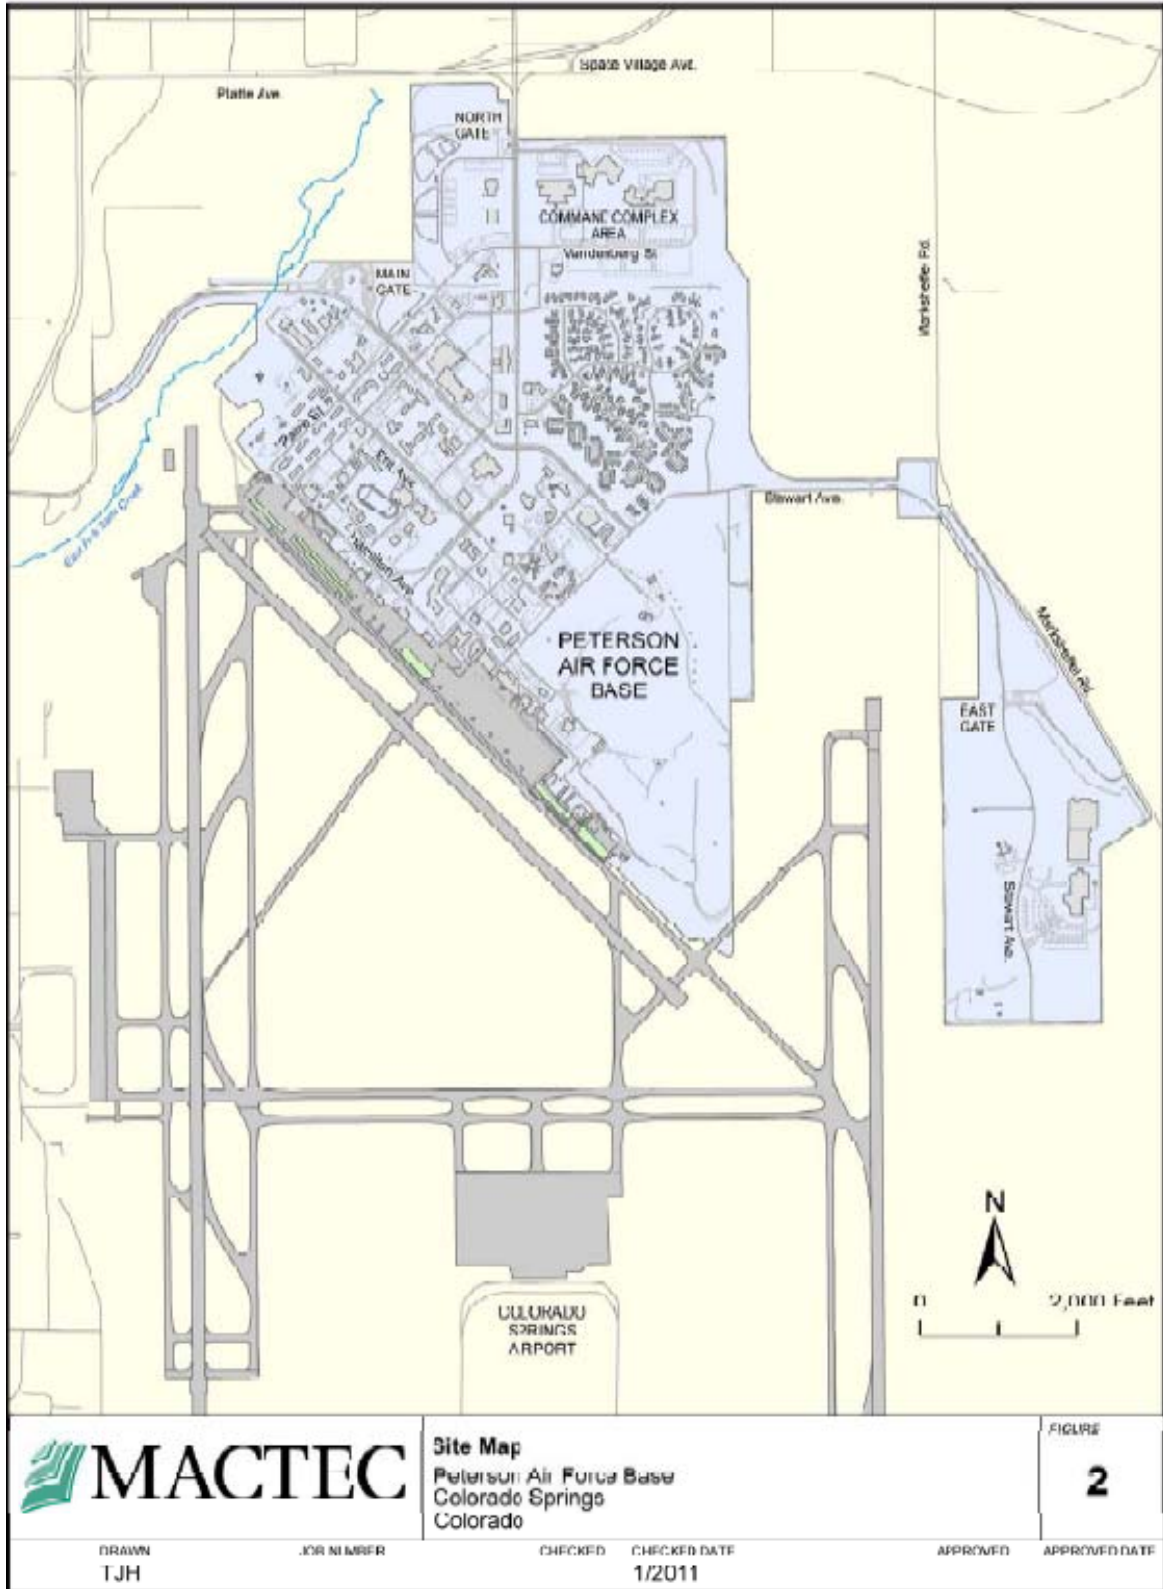 Space Village Ave.
Platte Ave
NORTH
GATE
COMMAND COMPLEX
AREA
Vandenberg St
MAIN
GATE
Marksheffel Rd.
Paine St
Ent Ave
Hamilton Ave
Stewart Ave.
PETERSON
AIR FORCE
BASE
Marksheffel Rd
EAST
GATE
Stewart Ave.
N
0
2,000 Feet
COLORADO
SPRINGS
AIRPORT
MACTEC
Site Map
Peterson Air Force Base
Colorado Springs
Colorado
FIGURE
2
DRAWN
JOB NUMBER
CHECKED
CHECKED DATE
APPROVED
APPROVED DATE
TJH
1/2011